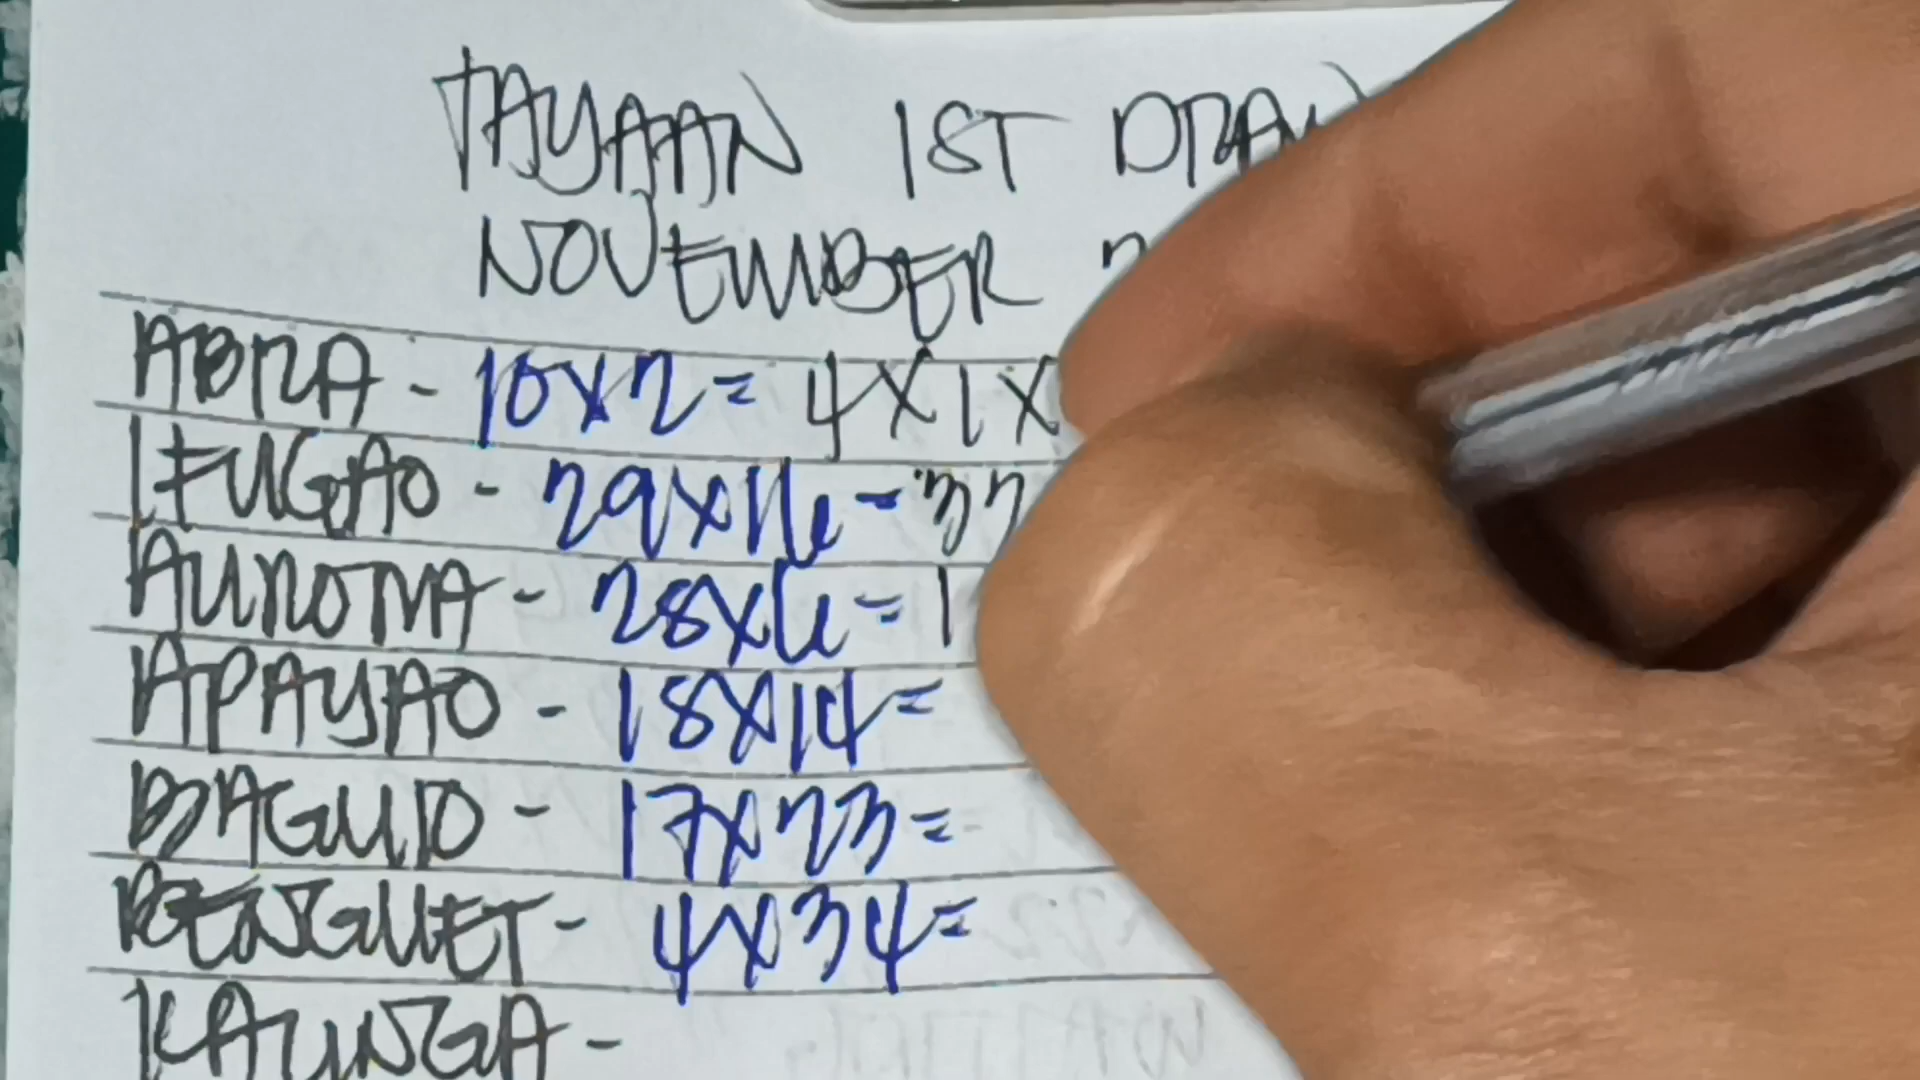 TAYAAN 1ST DRAW
NOVEMBER
ABRA - 10X2= 4X1X
IFUGAO - 29X16 = 32
AURORA - 28X6 = 1
APAYAO - 18X14 =
BAGUIO - 17X23 =
BENGUET - 4X34 =
KALINGA -